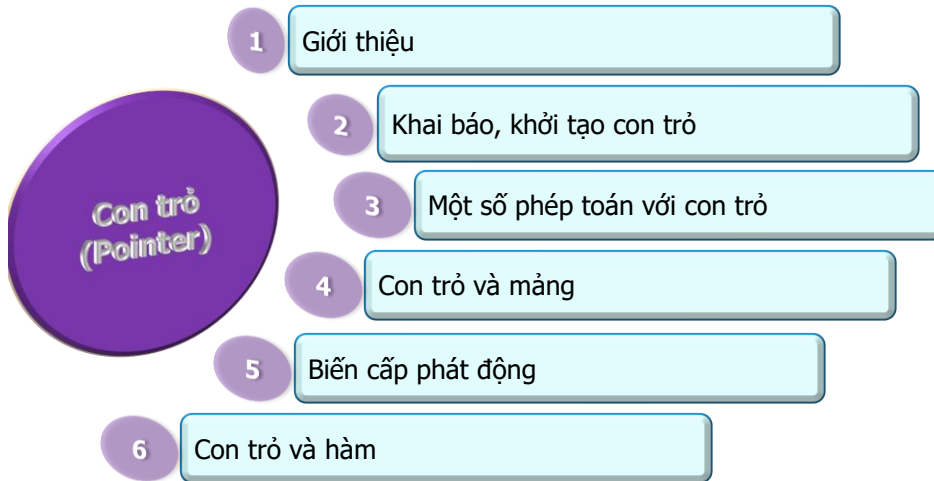 1
Giới thiệu
2
Khai báo, khởi tạo con trỏ
Con trỏ
(Pointer)
3
Một số phép toán với con trỏ
4
Con trỏ và mảng
5
Biến cấp phát động
6
Con trỏ và hàm